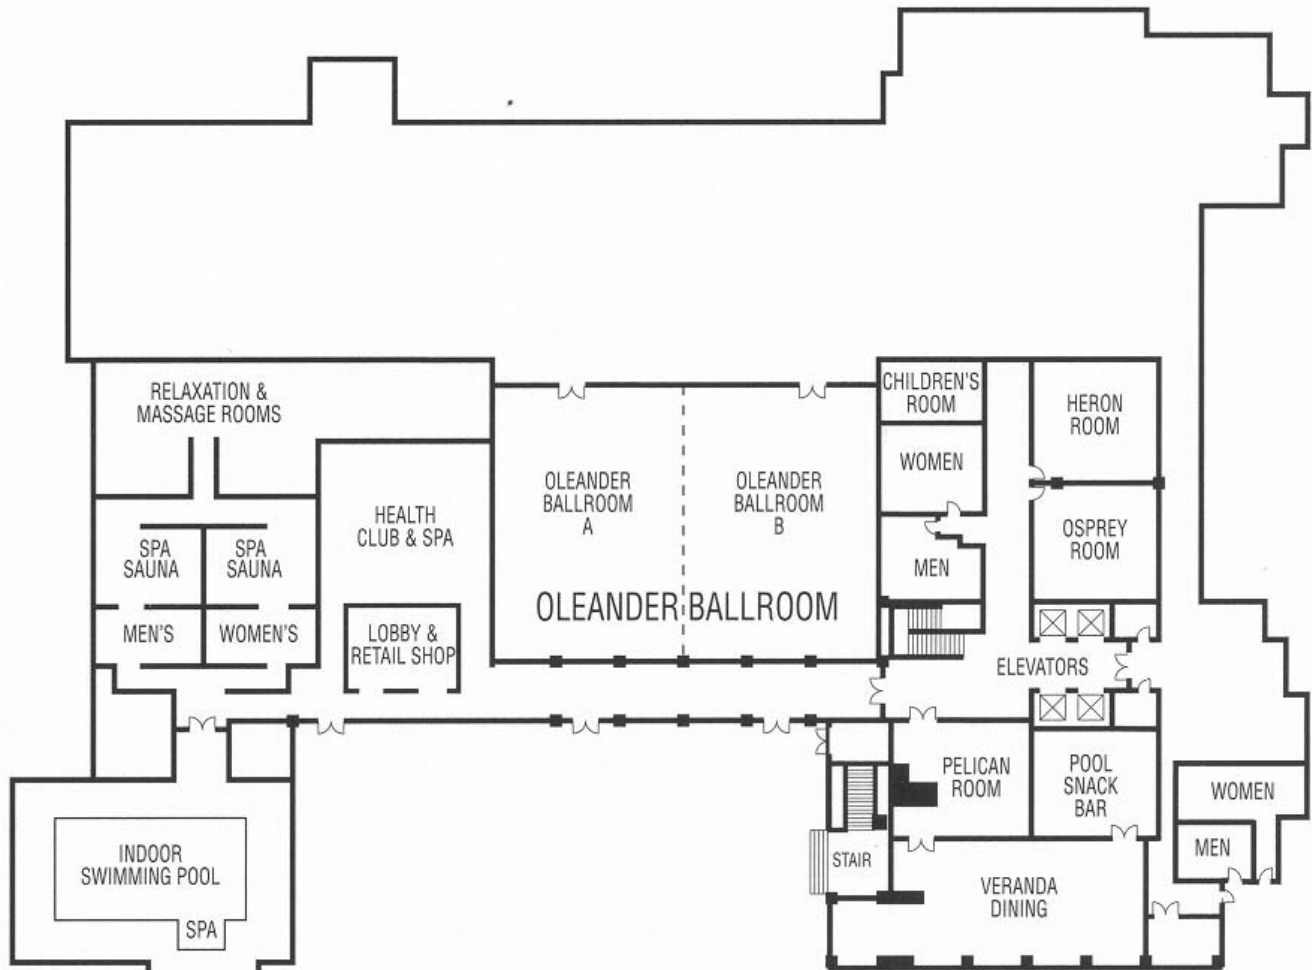 RELAXATION &
MASSAGE ROOMS
CHILDREN'S
ROOM
HERON
ROOM
WOMEN
OLEANDER
BALLROOM
A
OLEANDER
BALLROOM
B
HEALTH
CLUB & SPA
OSPREY
ROOM
SPA
SAUNA
SPA
SAUNA
MEN
OLEANDER BALLROOM
MEN'S
WOMEN'S
LOBBY &
RETAIL SHOP
ELEVATORS
PELICAN
ROOM
POOL
SNACK
BAR
WOMEN
MEN
INDOOR
SWIMMING POOL
STAIR
VERANDA
DINING
SPA